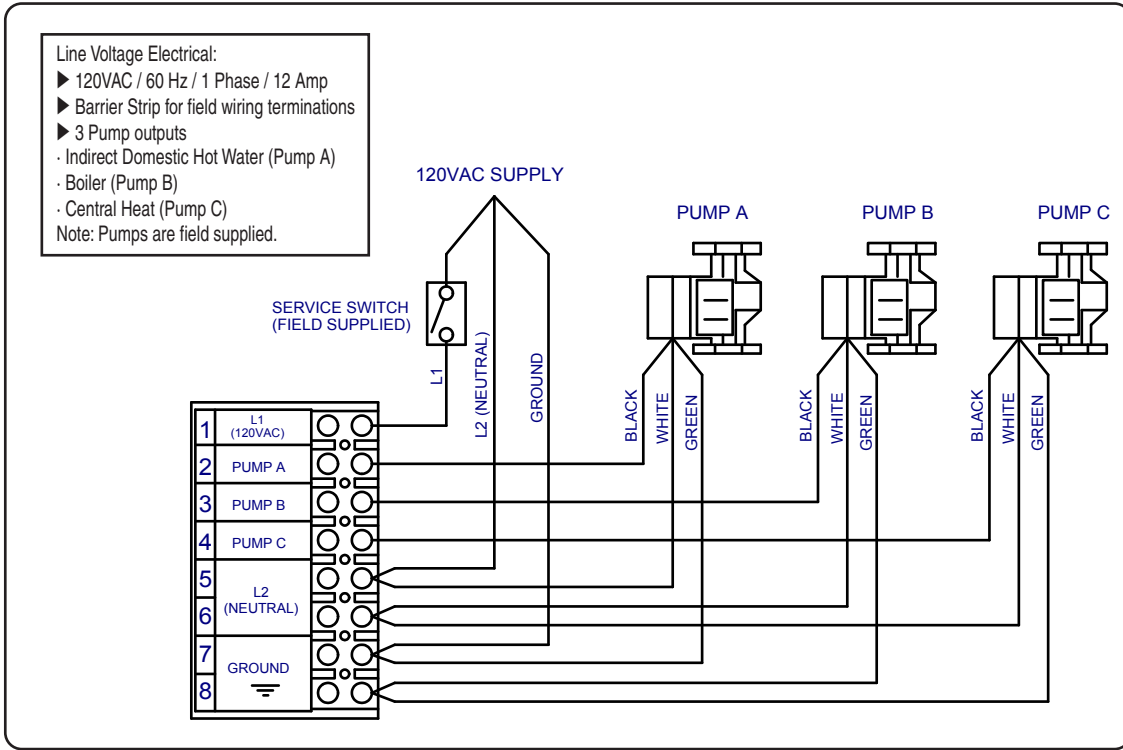 Line Voltage Electrical:
▶ 120VAC / 60 Hz / 1 Phase / 12 Amp
▶ Barrier Strip for field wiring terminations
▶ 3 Pump outputs
· Indirect Domestic Hot Water (Pump A)
· Boiler (Pump B)
· Central Heat (Pump C)
Note: Pumps are field supplied.
120VAC SUPPLY
PUMP A
PUMP B
PUMP C
SERVICE SWITCH
(FIELD SUPPLIED)
L1
L2 (NEUTRAL)
GROUND
BLACK
WHITE
GREEN
BLACK
WHITE
GREEN
BLACK
WHITE
GREEN
1 L1
(120VAC)
2 PUMP A
3 PUMP B
4 PUMP C
5
L2
(NEUTRAL)
6
7
GROUND
8